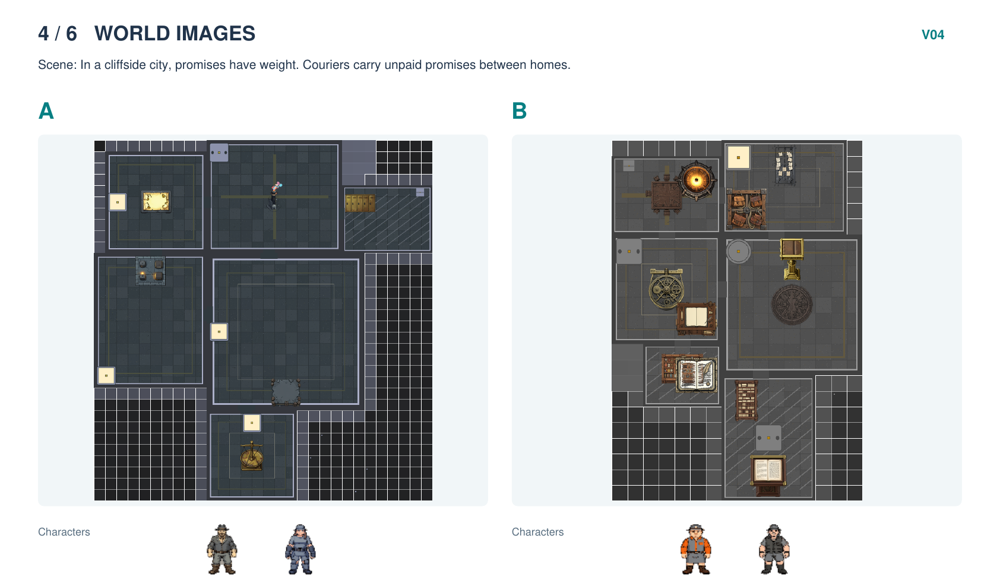 4 / 6 WORLD IMAGES
V04
Scene: In a cliffside city, promises have weight. Couriers carry unpaid promises between homes.
A
B
Characters
Characters